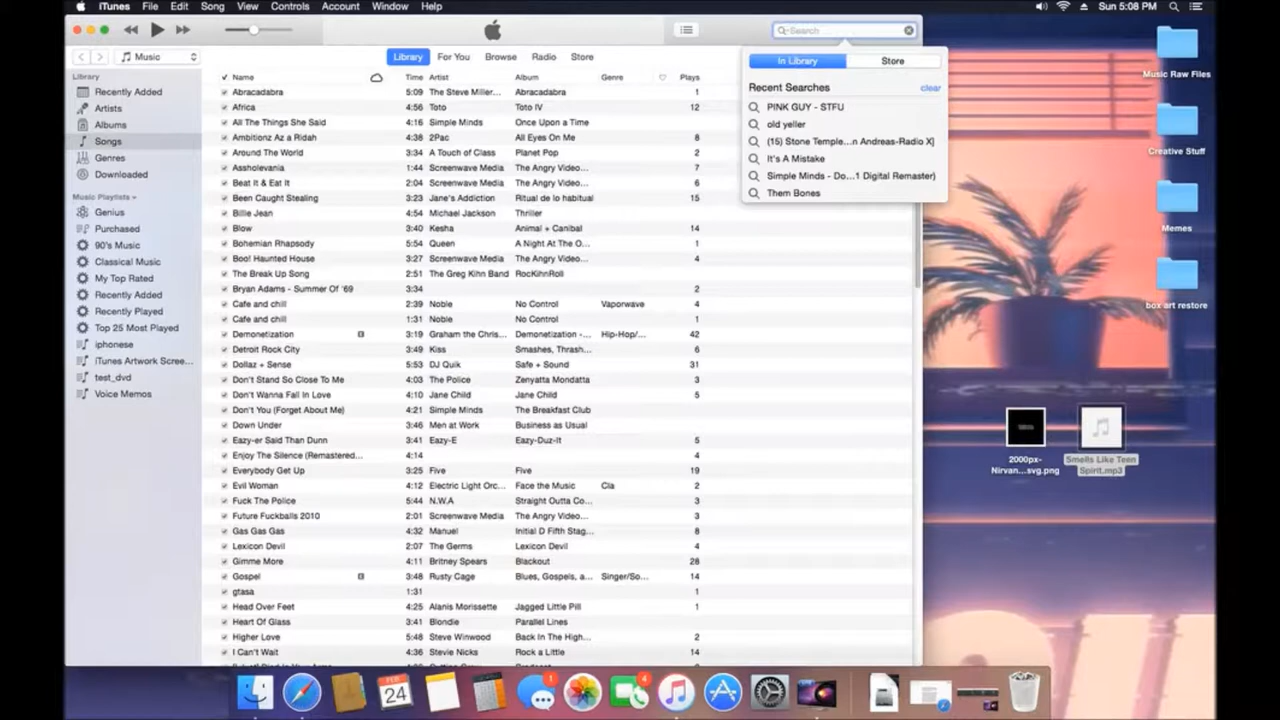 iTunes File Edit Song View Controls Account Window Help Sun 5:08 PM
Search
Music Library For You Browse Radio Store
In Library Store
Recent Searches clear
PINK GUY - STFU
old yeller
(15) Stone Temple...n Andreas-Radio X]
It's A Mistake
Simple Minds - Do...1 Digital Remaster)
Them Bones
Library
Recently Added
Artists
Albums
Songs
Genres
Downloaded
Music Playlists
Genius
Purchased
90's Music
Classical Music
My Top Rated
Recently Added
Recently Played
Top 25 Most Played
iphonese
iTunes Artwork Scree...
test_dvd
Voice Memos
Name Time Artist Album Genre Plays
Abracadabra 5:09 The Steve Miller... Abracadabra 1
Africa 4:56 Toto Toto IV 12
All The Things She Said 4:16 Simple Minds Once Upon a Time
Ambitionz Az a Ridah 4:38 2Pac All Eyes On Me 8
Around The World 3:34 A Touch of Class Planet Pop 2
Assholevania 1:44 Screenwave Media The Angry Video... 7
Beat It & Eat It 2:47 Screenwave Media The Angry Video... 6
Been Caught Stealing 3:23 Jane's Addiction Ritual de lo habitual 15
Billie Jean 4:54 Michael Jackson Thriller
Blow 3:40 Kesha Animal + Canibal 14
Bohemian Rhapsody 5:54 Queen A Night At The O... 1
Boo! Haunted House 3:27 Screenwave Media The Angry Video... 4
The Break Up Song 3:14 The Greg Kihn Band RocKihnRoll
Bryan Adams - Summer Of '69 3:34 2
Cafe and chill 2:39 Noble No Control Vaporwave 4
Cafe and chill 1:31 Noble No Control 1
Demonetization 3:19 Graham the Chris... Demonetization -... Hip-Hop/... 42
Detroit Rock City 3:49 Kiss Smashes, Thrash... 6
Dollaz + Sense 5:53 DJ Quik Safe + Sound 31
Don't Stand So Close To Me 4:03 The Police Zenyatta Mondatta 3
Don't Wanna Fall In Love 4:10 Jane Child Jane Child 5
Don't You (Forget About Me) 4:21 Simple Minds The Breakfast Club
Down Under 3:46 Men at Work Business as Usual
Eazy-er Said Than Dunn 3:41 Eazy-E Eazy-Duz-It 5
Enjoy The Silence (Remastered... 4:14 4
Everybody Get Up 3:25 Five Five 19
Evil Woman 4:12 Electric Light Orc... Face the Music Cla 2
Fuck The Police 5:44 N.W.A Straight Outta Co... 3
Future Fuckballs 2010 2:01 Screenwave Media The Angry Video... 3
Gas Gas Gas 4:32 Manuel Initial D Fifth Stag... 8
Lexicon Devil 2:07 The Germs Lexicon Devil 4
Gimme More 4:11 Britney Spears Blackout 28
Gospel 3:48 Rusty Cage Blues, Gospels, a... Singer/So... 14
gtasa 1:31 1
Head Over Feet 4:25 Alanis Morissette Jagged Little Pill
Heart Of Glass 3:41 Blondie Parallel Lines
Higher Love 5:48 Steve Winwood Back In The High... 2
I Can't Wait 3:52 Stevie Nicks Rock a Little 14
Music Raw Files
Creative Stuff
Memes
box art restore
2000px-
Nirvan...svg.png
Smells Like Teen
Spirit.mp3
1
4
FEB
24